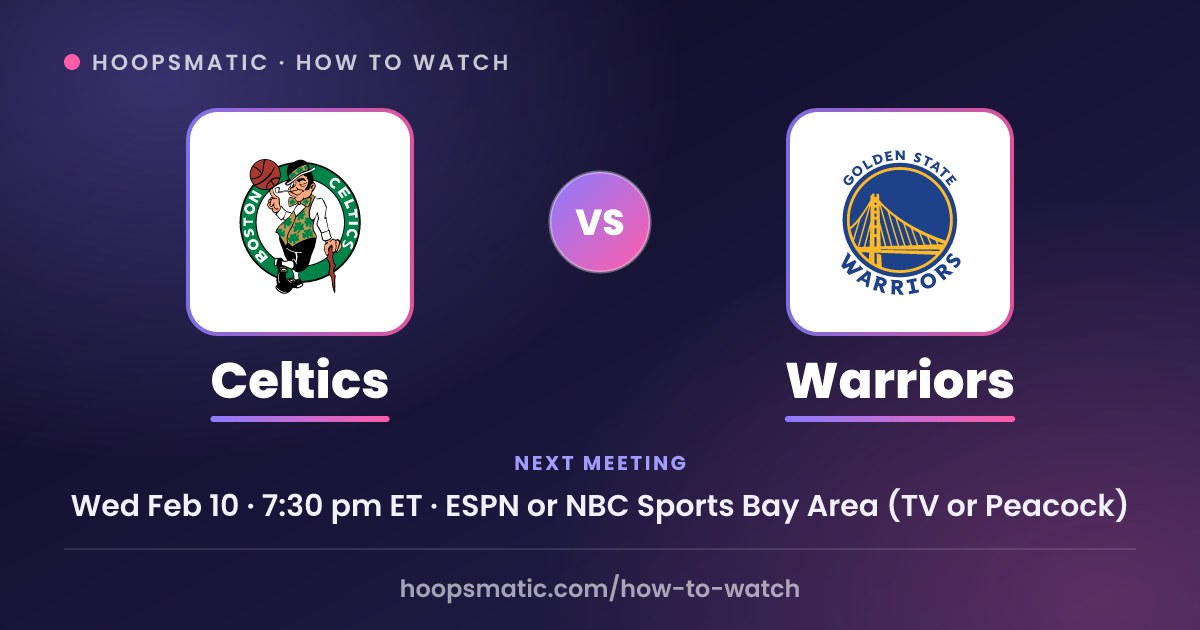 HOOPSMATIC · HOW TO WATCH
BOSTON CELTICS
GOLDEN STATE
WARRIORS
VS
Celtics
Warriors
NEXT MEETING
Wed Feb 10 · 7:30 pm ET · ESPN or NBC Sports Bay Area (TV or Peacock)
hoopsmatic.com/how-to-watch